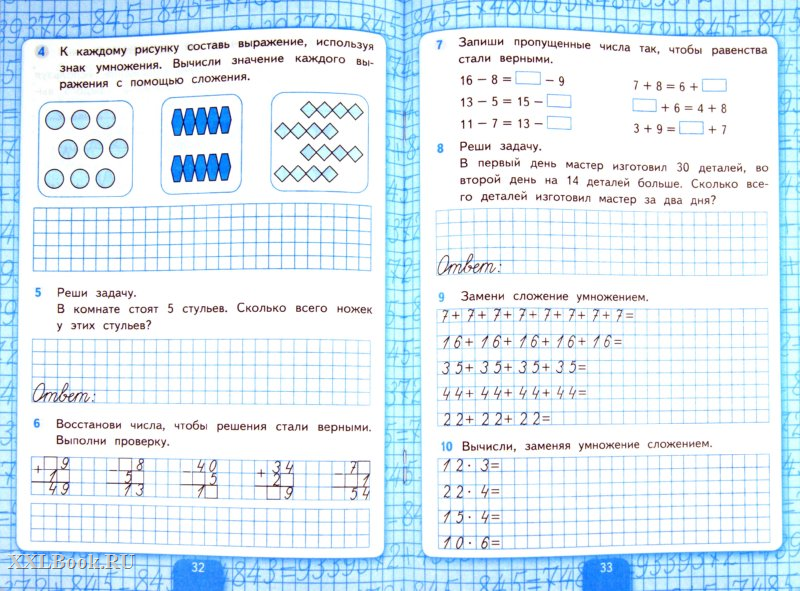 4 К каждому рисунку составь выражение, используя
знак умножения. Вычисли значение каждого вы-
ражения с помощью сложения.
5 Реши задачу.
В комнате стоят 5 стульев. Сколько всего ножек
у этих стульев?
Ответ:
6 Восстанови числа, чтобы решения стали верными.
Выполни проверку.
+ □9 − □8 − 40 + 34 − 7□
1 5 5 2 1
49 13 1□ □9 54
32
7 Запиши пропущенные числа так, чтобы равенства
стали верными.
16 − 8 = □ − 9 7 + 8 = 6 + □
13 − 5 = 15 − □ □ + 6 = 4 + 8
11 − 7 = 13 − □ 3 + 9 = □ + 7
8 Реши задачу.
В первый день мастер изготовил 30 деталей, во
второй день на 14 деталей больше. Сколько все-
го деталей изготовил мастер за два дня?
Ответ:
9 Замени сложение умножением.
7 + 7 + 7 + 7 + 7 + 7 + 7 + 7 =
16 + 16 + 16 + 16 + 16 =
35 + 35 + 35 + 35 =
44 + 44 + 44 + 44 =
22 + 22 + 22 =
10 Вычисли, заменяя умножение сложением.
12 · 3 =
22 · 4 =
15 · 4 =
10 · 6 =
33
XXLBook.RU